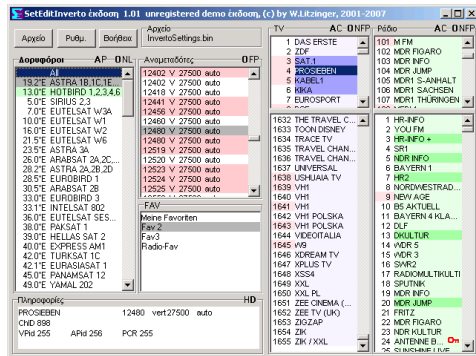 SetEditInverto έκδοση 1.01 unregistered demo έκδοση, (c) by W.Litzinger, 2001-2007
Αρχείο
Ρυθμ.
Βοήθεια
Αρχείο
InvertoSettings.bin
Δορυφόροι AP ONL
All
19.2°E ASTRA 1B,1C,1E...
13.0°E HOTBIRD 1,2,3,4,6
5.0°E SIRIUS 2,3
7.0°E EUTELSAT W3A
10.0°E EUTELSAT W1
16.0°E EUTELSAT W2
21.5°E EUTELSAT W6
23.5°E ASTRA 3A
26.0°E ARABSAT 2A,2C,...
28.2°E ASTRA 2A,2B,2D
28.5°E EUROBIRD 1
30.5°E ARABSAT 2B
33.0°E EUROBIRD 3
33.1°E INTELSAT 802
36.0°E EUTELSAT SES...
38.0°E PAKSAT 1
39.0°E HELLAS SAT 2
40.0°E EXPRESS AM1
42.0°E TURKSAT 1C
42.1°E EURASIASAT 1
45.0°E PANAMSAT 12
49.0°E YAMAL 202
Αναμεταδότες OFP
12402 V 27500 auto
12402 V 27500 auto
12418 V 27500 auto
12441 V 27500 auto
12456 V 27500 auto
12460 V 27500 auto
12480 V 27500 auto
12480 V 27500 auto
12519 V 27500 auto
12520 V 27500 auto
12523 V 27500 auto
12524 V 27500 auto
12525 V 27500 auto
FAV
Meine Favoriten
Fav 2
Fav3
Radio-Fav
TV AC ONFP
1 DAS ERSTE
2 ZDF
3 SAT.1
4 PROSIEBEN
5 KABEL1
6 KIKA
7 EUROSPORT
1632 THE TRAVEL C...
1633 TOON DISNEY
1634 TRACE TV
1635 TRAVEL CHAN...
1636 TRAVEL CHAN...
1637 UNIVERSAL
1638 USHUAIA TV
1639 VH1
1640 VH1
1641 VH1
1642 VH1 POLSKA
1643 VH1 POLSKA
1644 VIDEOITALIA
1645 W9
1646 XDREAM TV
1647 XPLUS TV
1648 XSS4
1649 XXL
1650 XXL PL
1651 ZEE CINEMA (...
1652 ZEE TV (UK)
1653 ZIGZAP
1654 ZIK
1655 ZIK / XXL
Ράδιο AC ONFP
101 M FM
102 MDR FIGARO
103 MDR INFO
104 MDR JUMP
105 MDR1 S-ANHALT
106 MDR1 SACHSEN
107 MDR1 THÜRINGEN
1 HR-INFO
2 YOU FM
3 HR-INFO +
4 SR1
5 NDR INFO
6 BAYERN 1
7 HR2
8 NORDWESTRAD...
9 NEW AGE
10 B5 AKTUELL
11 BAYERN 4 KLA...
12 DLF
13 DKULTUR
14 WDR 5
15 WDR 3
16 SWR2
17 RADIOMULTIKULTI
18 SPUTNIK
19 MDR INFO
20 MDR JUMP
21 FRITZ
22 MDR FIGARO
23 NDR KULTUR
24 ANTENNE B...
25 SUNSHINE LIVE
Πληροφορίες HD
PROSIEBEN 12480 vert 27500 auto
ChID 898
VPid 255 APid 256 PCR 255